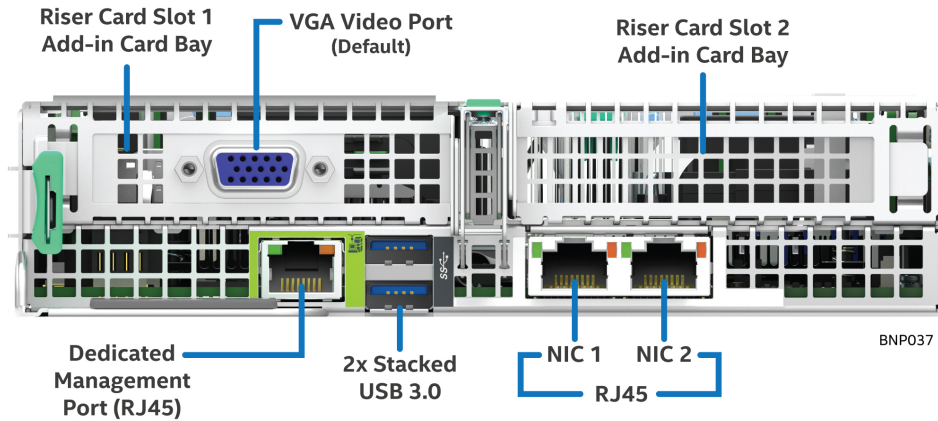 Riser Card Slot 1
Add-in Card Bay
VGA Video Port
(Default)
Riser Card Slot 2
Add-in Card Bay
SS
BNP037
Dedicated
Management
Port (RJ45)
2x Stacked
USB 3.0
NIC 1
NIC 2
RJ45